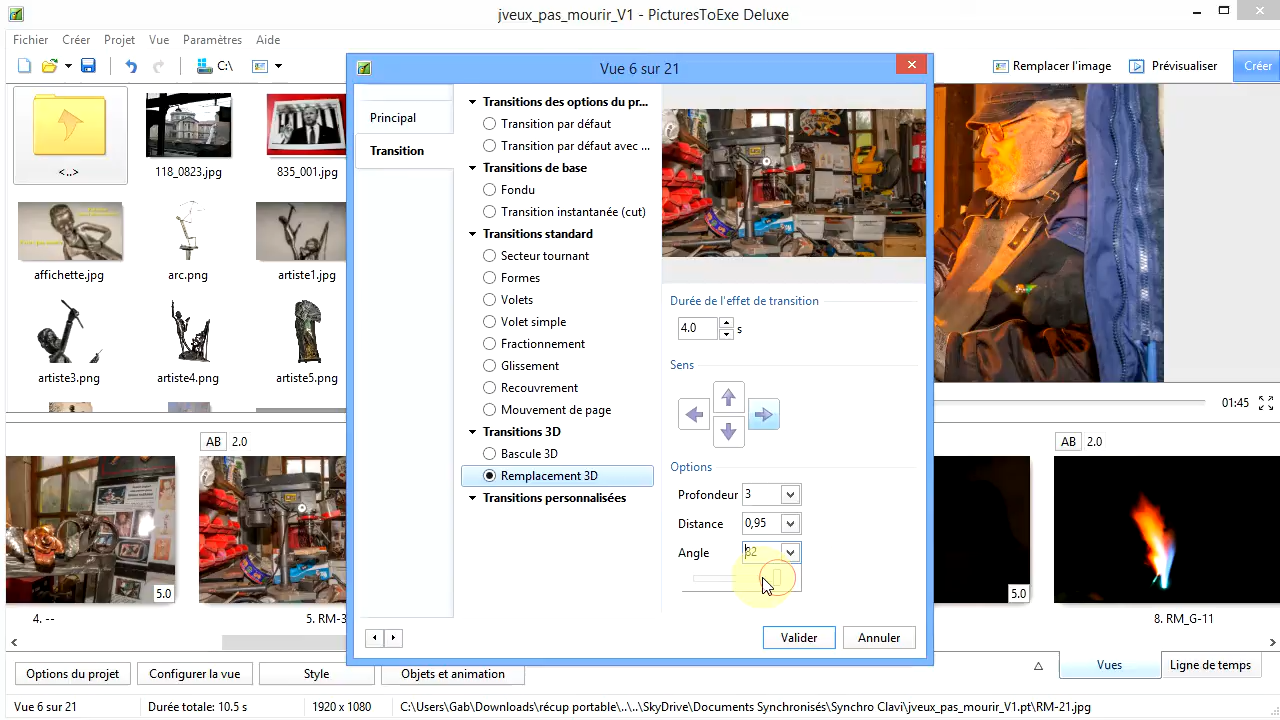 jveux_pas_mourir_V1 - PicturesToExe Deluxe
Fichier Créer Projet Vue Paramètres Aide
C:\
Remplacer l'image Prévisualiser Créer
Vue 6 sur 21
Principal
Transition
Transitions des options du pr...
Transition par défaut
Transition par défaut avec ...
Transitions de base
Fondu
Transition instantanée (cut)
Transitions standard
Secteur tournant
Formes
Volets
Volet simple
Fractionnement
Glissement
Recouvrement
Mouvement de page
Transitions 3D
Bascule 3D
Remplacement 3D
Transitions personnalisées
Durée de l'effet de transition
4.0 s
Sens
Options
Profondeur 3
Distance 0,95
Angle 82
Valider Annuler
<..> 118_0823.jpg 835_001.jpg
affichette.jpg arc.png artiste1.jpg
artiste3.png artiste4.png artiste5.png
01:45
AB 2.0
AB 2.0
5.0 5.0
4. -- 5. RM-3 8. RM_G-11
Options du projet Configurer la vue Style Objets et animation Vues Ligne de temps
Vue 6 sur 21 Durée totale: 10.5 s 1920 x 1080 C:\Users\Gab\Downloads\récup portable\..\..\SkyDrive\Documents Synchronisés\Synchro Clavi\jveux_pas_mourir_V1.pt\RM-21.jpg